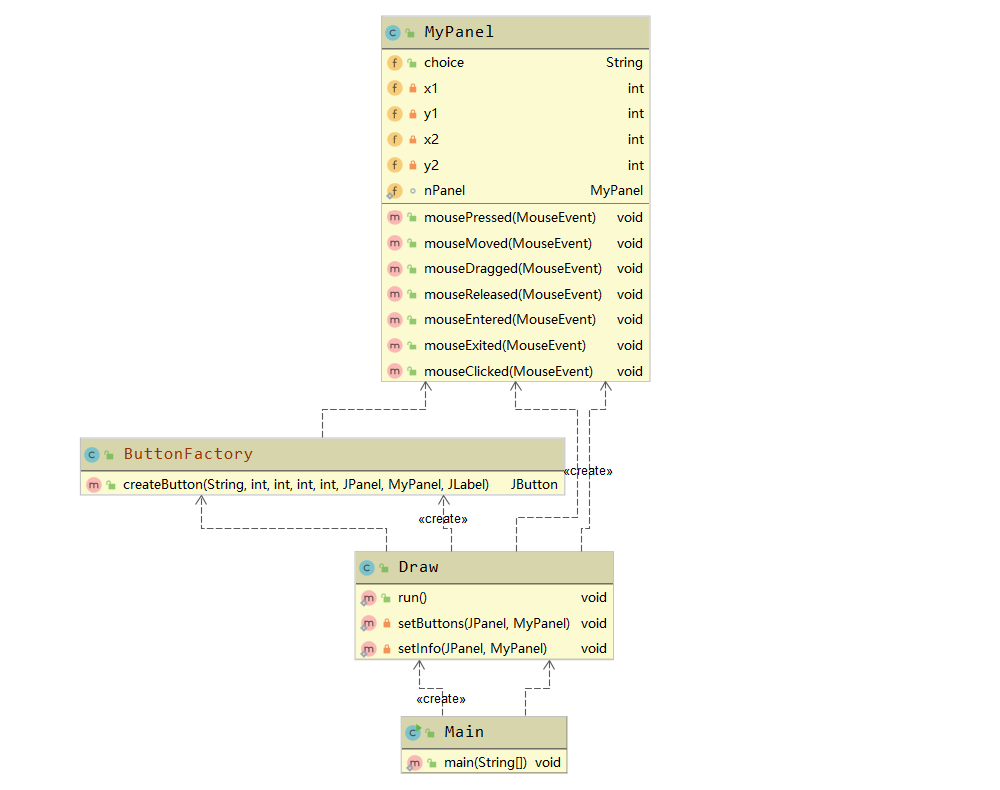 MyPanel
choice String
x1 int
y1 int
x2 int
y2 int
nPanel MyPanel
mousePressed(MouseEvent) void
mouseMoved(MouseEvent) void
mouseDragged(MouseEvent) void
mouseReleased(MouseEvent) void
mouseEntered(MouseEvent) void
mouseExited(MouseEvent) void
mouseClicked(MouseEvent) void
ButtonFactory
«create»
createButton(String, int, int, int, int, JPanel, MyPanel, JLabel) JButton
«create»
Draw
run() void
setButtons(JPanel, MyPanel) void
setInfo(JPanel, MyPanel) void
«create»
Main
main(String[]) void